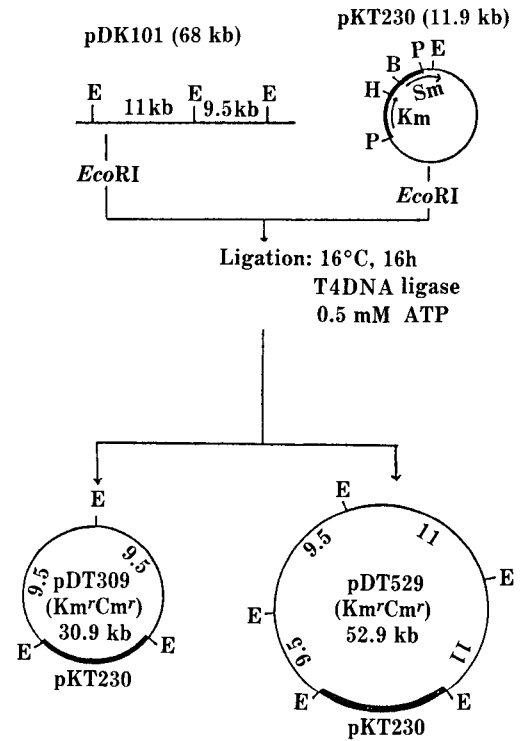 pDK101 (68 kb)
pKT230 (11.9 kb)
E 11kb E 9.5kb E
P E
B
H
Sm
Km
P
EcoRI
EcoRI
Ligation: 16°C, 16h
T4DNA ligase
0.5 mM ATP
E
9.5
9.5
pDT309
(KmʳCmʳ)
30.9 kb
E
E
pKT230
E
9.5
11
E
pDT529
(KmʳCmʳ)
52.9 kb
E
9.5
11
E
E
pKT230